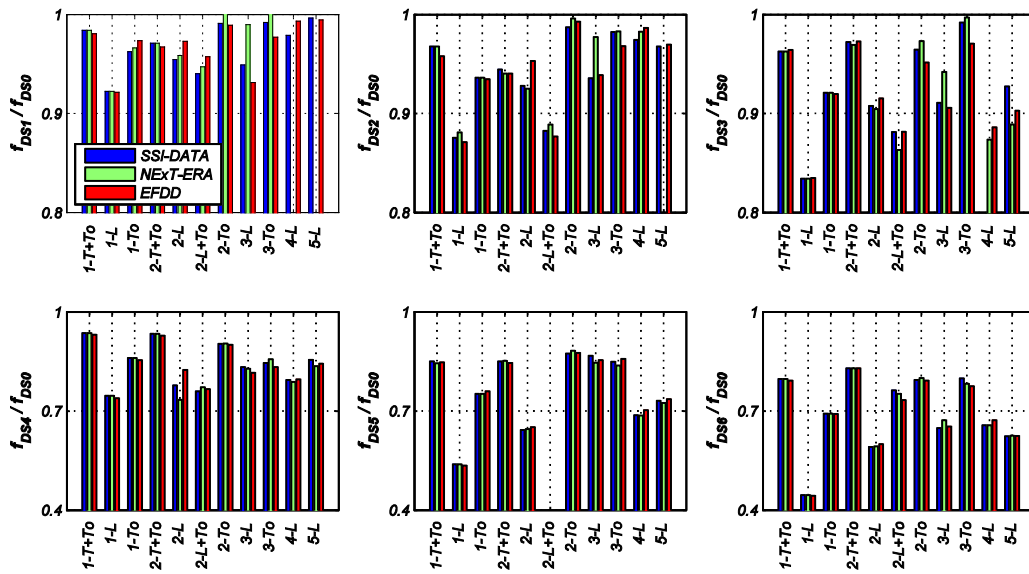 f_DS1 / f_DS0
1
0.9
0.8
SSI-DATA
NExT-ERA
EFDD
1-T+To
1-L
1-To
2-T+To
2-L
2-L+To
2-To
3-L
3-To
4-L
5-L
f_DS2 / f_DS0
1
0.9
0.8
1-T+To
1-L
1-To
2-T+To
2-L
2-L+To
2-To
3-L
3-To
4-L
5-L
f_DS3 / f_DS0
1
0.9
0.8
1-T+To
1-L
1-To
2-T+To
2-L
2-L+To
2-To
3-L
3-To
4-L
5-L
f_DS4 / f_DS0
1
0.7
0.4
1-T+To
1-L
1-To
2-T+To
2-L
2-L+To
2-To
3-L
3-To
4-L
5-L
f_DS5 / f_DS0
1
0.7
0.4
1-T+To
1-L
1-To
2-T+To
2-L
2-L+To
2-To
3-L
3-To
4-L
5-L
f_DS6 / f_DS0
1
0.7
0.4
1-T+To
1-L
1-To
2-T+To
2-L
2-L+To
2-To
3-L
3-To
4-L
5-L